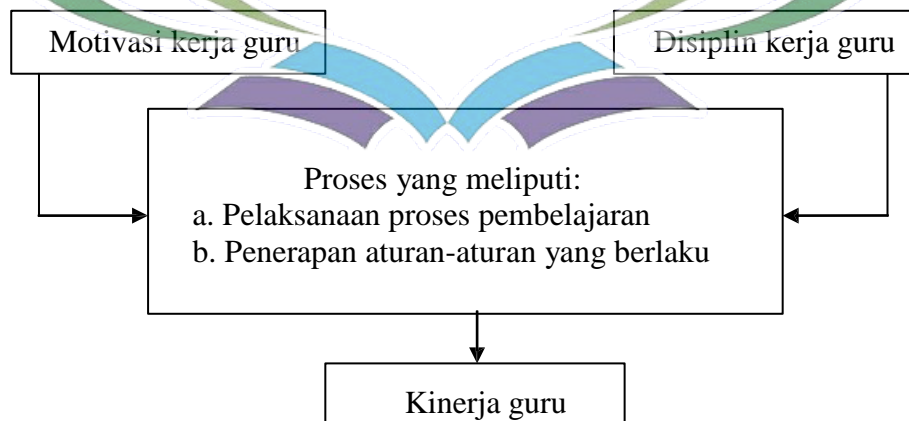 Motivasi kerja guru
Disiplin kerja guru
Proses yang meliputi:
a. Pelaksanaan proses pembelajaran
b. Penerapan aturan-aturan yang berlaku
Kinerja guru